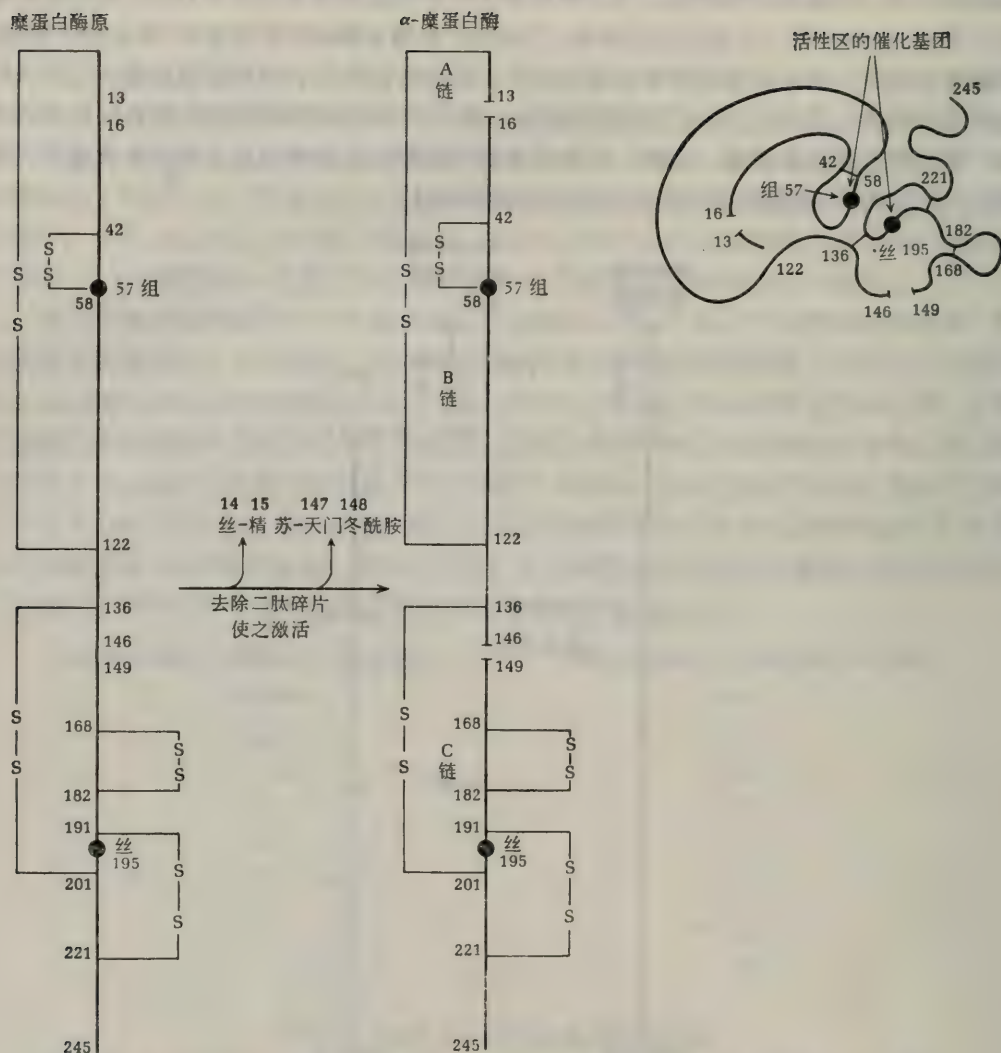 糜蛋白酶原
13
16
42
S
S
S
S
57 组
58
122
136
146
149
S
S
168
S
S
182
191
丝
195
201
S
S
221
245
14 15 147 148
丝-精 苏-天门冬酰胺
去除二肽碎片
使之激活
α-糜蛋白酶
A
链
13
16
42
S
S
S
S
57 组
58
B
链
122
136
146
149
S
S
168
S
S
C
链
182
191
丝
195
201
S
S
221
245
活性区的催化基团
245
42
58
221
组 57
16
13
182
136
丝 195
122
168
146
149